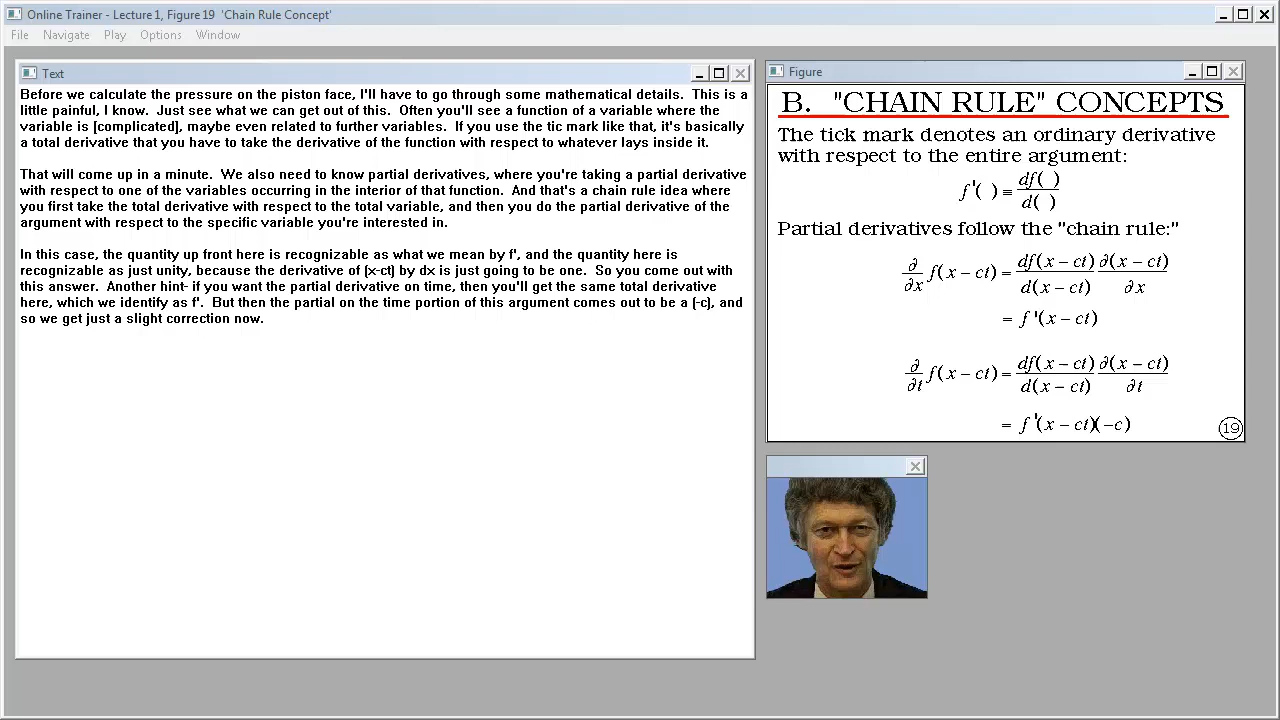 Online Trainer - Lecture 1, Figure 19 'Chain Rule Concept'
File Navigate Play Options Window
Text
Before we calculate the pressure on the piston face, I'll have to go through some mathematical details. This is a
little painful, I know. Just see what we can get out of this. Often you'll see a function of a variable where the
variable is [complicated], maybe even related to further variables. If you use the tic mark like that, it's basically
a total derivative that you have to take the derivative of the function with respect to whatever lays inside it.
That will come up in a minute. We also need to know partial derivatives, where you're taking a partial derivative
with respect to one of the variables occurring in the interior of that function. And that's a chain rule idea where
you first take the total derivative with respect to the total variable, and then you do the partial derivative of the
argument with respect to the specific variable you're interested in.
In this case, the quantity up front here is recognizable as what we mean by f', and the quantity here is
recognizable as just unity, because the derivative of (x-ct) by dx is just going to be one. So you come out with
this answer. Another hint- if you want the partial derivative on time, then you'll get the same total derivative
here, which we identify as f'. But then the partial on the time portion of this argument comes out to be a (-c), and
so we get just a slight correction now.
Figure
B. "CHAIN RULE" CONCEPTS
The tick mark denotes an ordinary derivative
with respect to the entire argument:
f'( ) ≡ df( ) / d( )
Partial derivatives follow the "chain rule:"
∂/∂x f(x − ct) = df(x − ct)/d(x − ct) ∂(x − ct)/∂x
= f'(x − ct)
∂/∂t f(x − ct) = df(x − ct)/d(x − ct) ∂(x − ct)/∂t
= f'(x − ct)(−c)
19